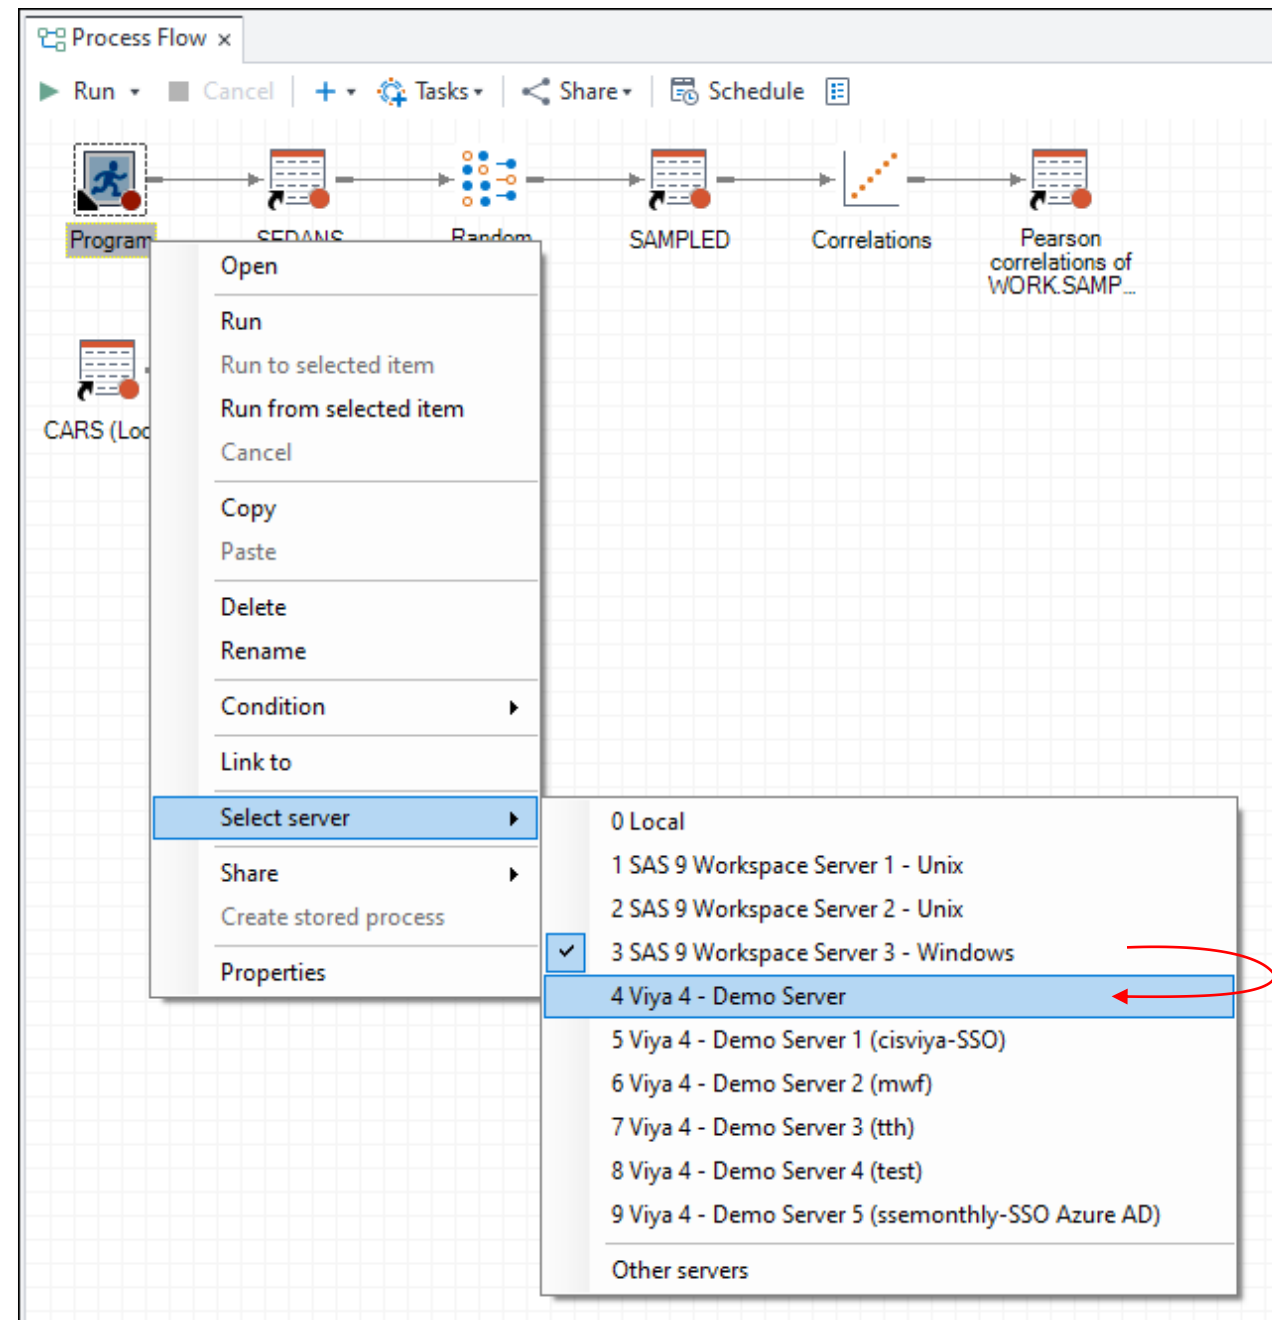 Process Flow x
Run Cancel Tasks Share Schedule
Program SEDANS Random SAMPLED Correlations Pearson
correlations of
WORK.SAMP...
CARS (Loc
Open
Run
Run to selected item
Run from selected item
Cancel
Copy
Paste
Delete
Rename
Condition
Link to
Select server
Share
Create stored process
Properties
0 Local
1 SAS 9 Workspace Server 1 - Unix
2 SAS 9 Workspace Server 2 - Unix
3 SAS 9 Workspace Server 3 - Windows
4 Viya 4 - Demo Server
5 Viya 4 - Demo Server 1 (cisviya-SSO)
6 Viya 4 - Demo Server 2 (mwf)
7 Viya 4 - Demo Server 3 (tth)
8 Viya 4 - Demo Server 4 (test)
9 Viya 4 - Demo Server 5 (ssemonthly-SSO Azure AD)
Other servers